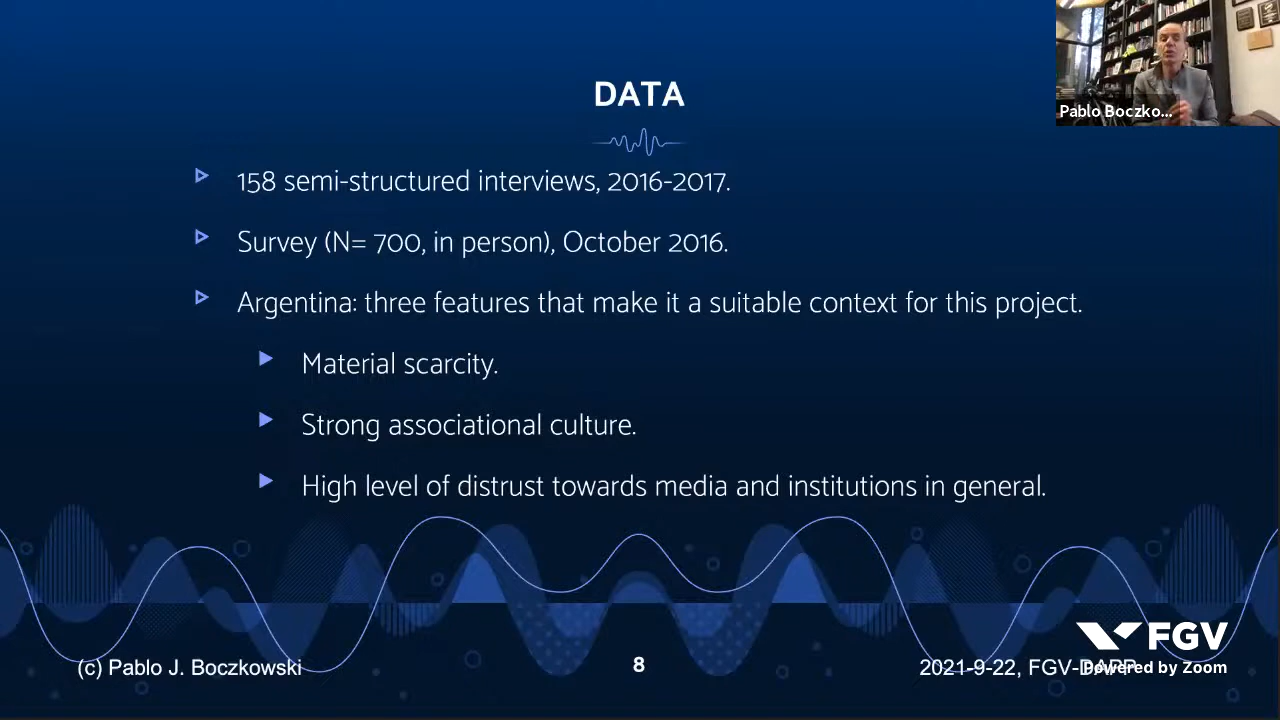 DATA
Pablo Boczko...
158 semi-structured interviews, 2016-2017.
Survey (N= 700, in person), October 2016.
Argentina: three features that make it a suitable context for this project.
Material scarcity.
Strong associational culture.
High level of distrust towards media and institutions in general.
FGV
(c) Pablo J. Boczkowski
8
2021-9-22, FGV-DAPP
Powered by Zoom